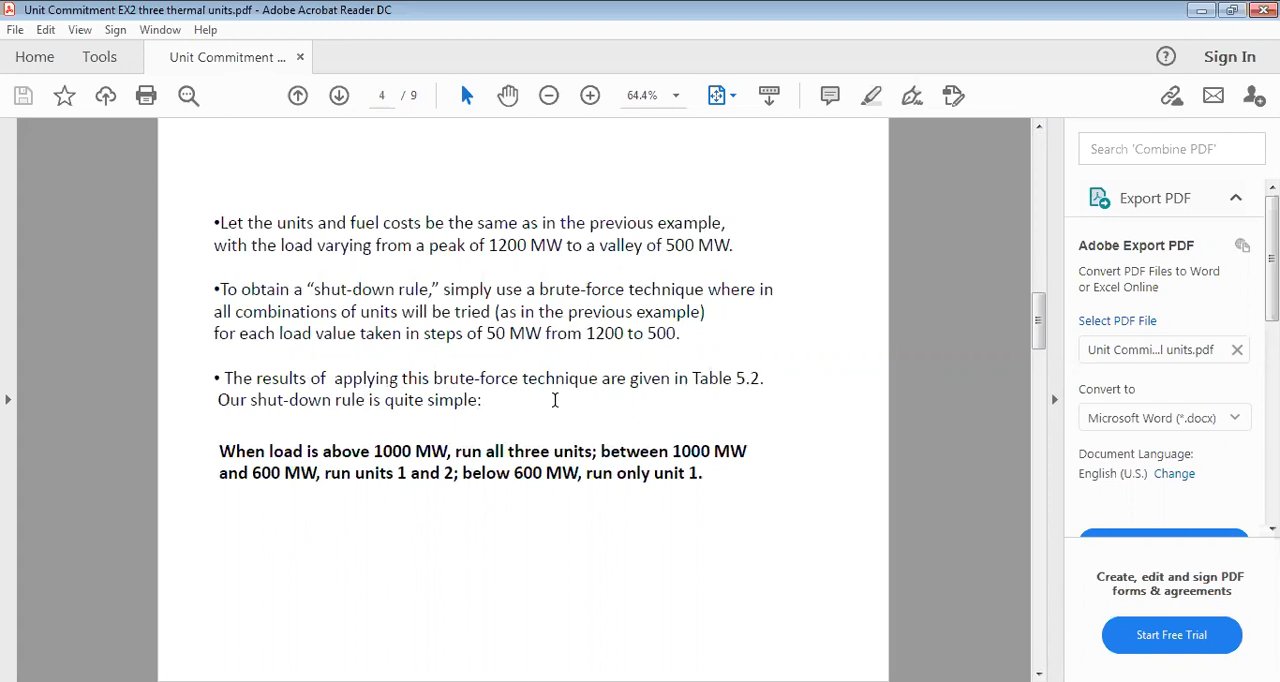 Unit Commitment EX2 three thermal units.pdf - Adobe Acrobat Reader DC
File Edit View Sign Window Help
Home Tools Unit Commitment ... ×
Sign In
4 / 9
64.4%
•Let the units and fuel costs be the same as in the previous example,
with the load varying from a peak of 1200 MW to a valley of 500 MW.
•To obtain a “shut-down rule,” simply use a brute-force technique where in
all combinations of units will be tried (as in the previous example)
for each load value taken in steps of 50 MW from 1200 to 500.
• The results of applying this brute-force technique are given in Table 5.2.
Our shut-down rule is quite simple:
When load is above 1000 MW, run all three units; between 1000 MW
and 600 MW, run units 1 and 2; below 600 MW, run only unit 1.
Search 'Combine PDF'
Export PDF
Adobe Export PDF
Convert PDF Files to Word
or Excel Online
Select PDF File
Unit Commi...l units.pdf
Convert to
Microsoft Word (*.docx)
Document Language:
English (U.S.) Change
Create, edit and sign PDF
forms & agreements
Start Free Trial